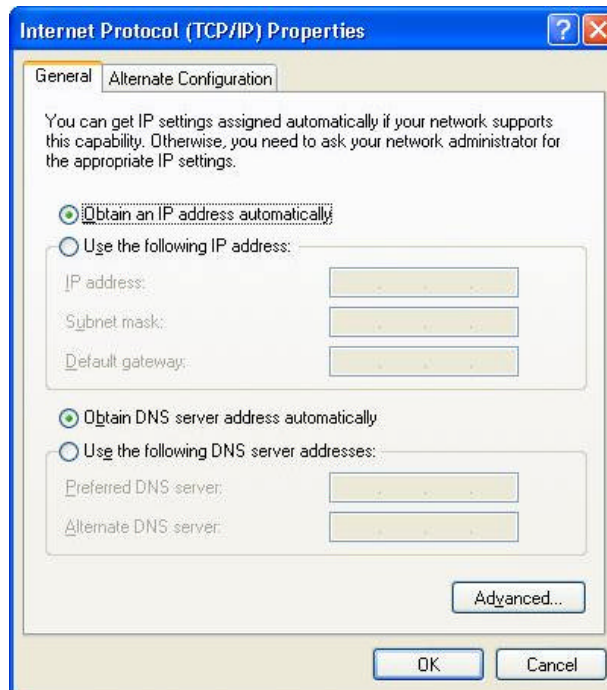 Internet Protocol (TCP/IP) Properties
General
Alternate Configuration
You can get IP settings assigned automatically if your network supports
this capability. Otherwise, you need to ask your network administrator for
the appropriate IP settings.
Obtain an IP address automatically
Use the following IP address:
IP address:
Subnet mask:
Default gateway:
Obtain DNS server address automatically
Use the following DNS server addresses:
Preferred DNS server:
Alternate DNS server:
Advanced...
OK
Cancel